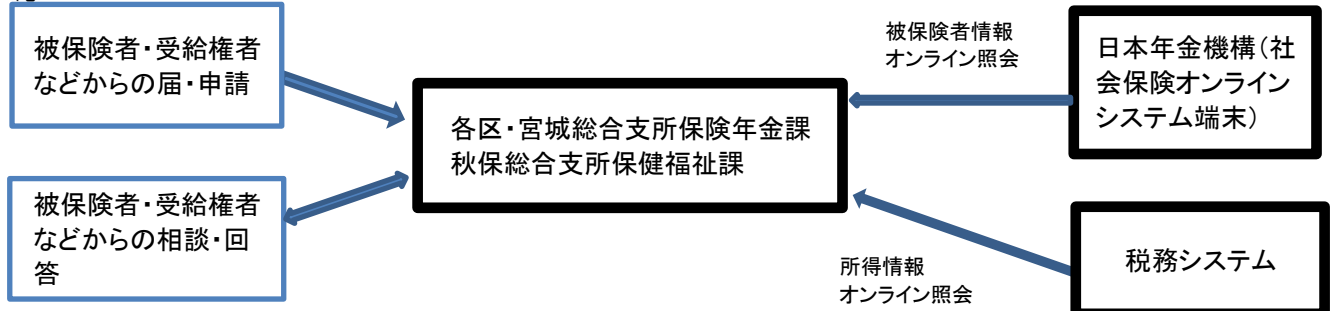 被保険者・受給権者
などからの届・申請
被保険者情報
オンライン照会
日本年金機構（社
会保険オンライン
システム端末）
各区・宮城総合支所保険年金課
秋保総合支所保健福祉課
被保険者・受給権者
などからの相談・回
答
所得情報
オンライン照会
税務システム